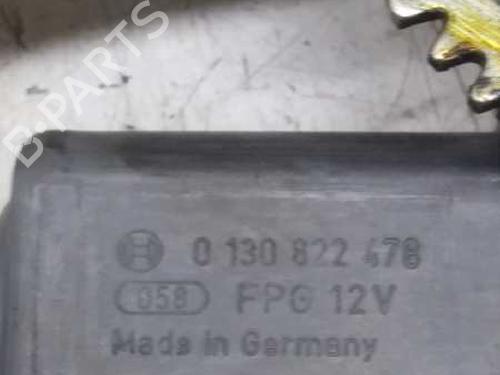 B-PARTS
0 130 822 478
058 FPG 12V
Made in Germany